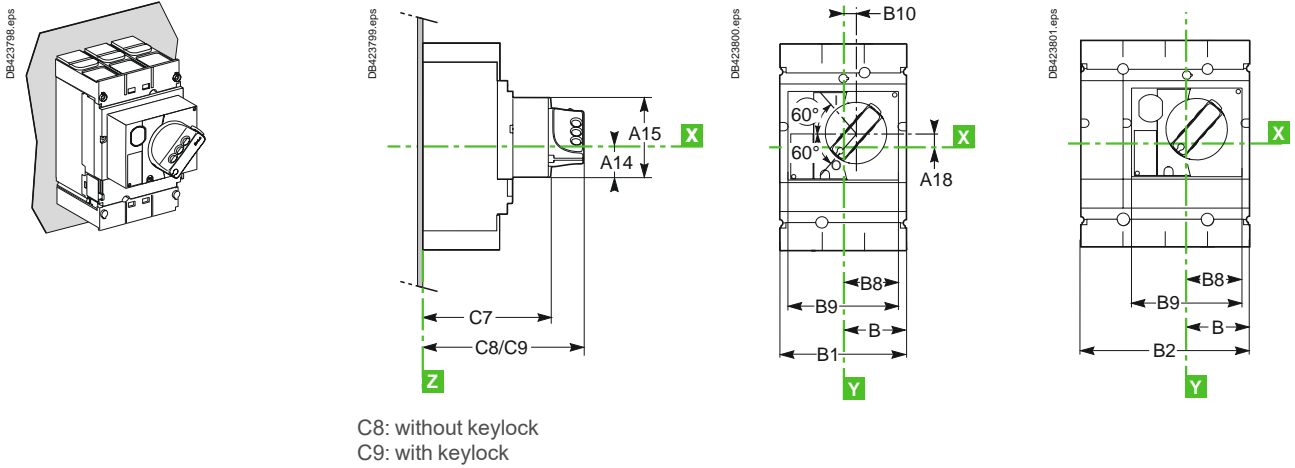 DB423798.eps
DB423799.eps
X
A15
A14
C7
C8/C9
Z
C8: without keylock
C9: with keylock
DB423800.eps
B10
60°
60°
I
O
X
A18
B8
B9
B
B1
Y
DB423801.eps
X
B8
B9
B
B2
Y